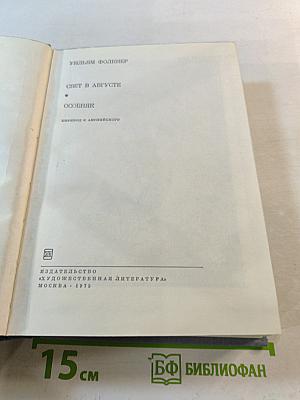 УИЛЬЯМ ФОЛКНЕР
СВЕТ В АВГУСТЕ
*
ОСОБНЯК
ПЕРЕВОД С АНГЛИЙСКОГО
ИЗДАТЕЛЬСТВО
«ХУДОЖЕСТВЕННАЯ ЛИТЕРАТУРА»
МОСКВА · 1975
15 см
БФ БИБЛИОФАН